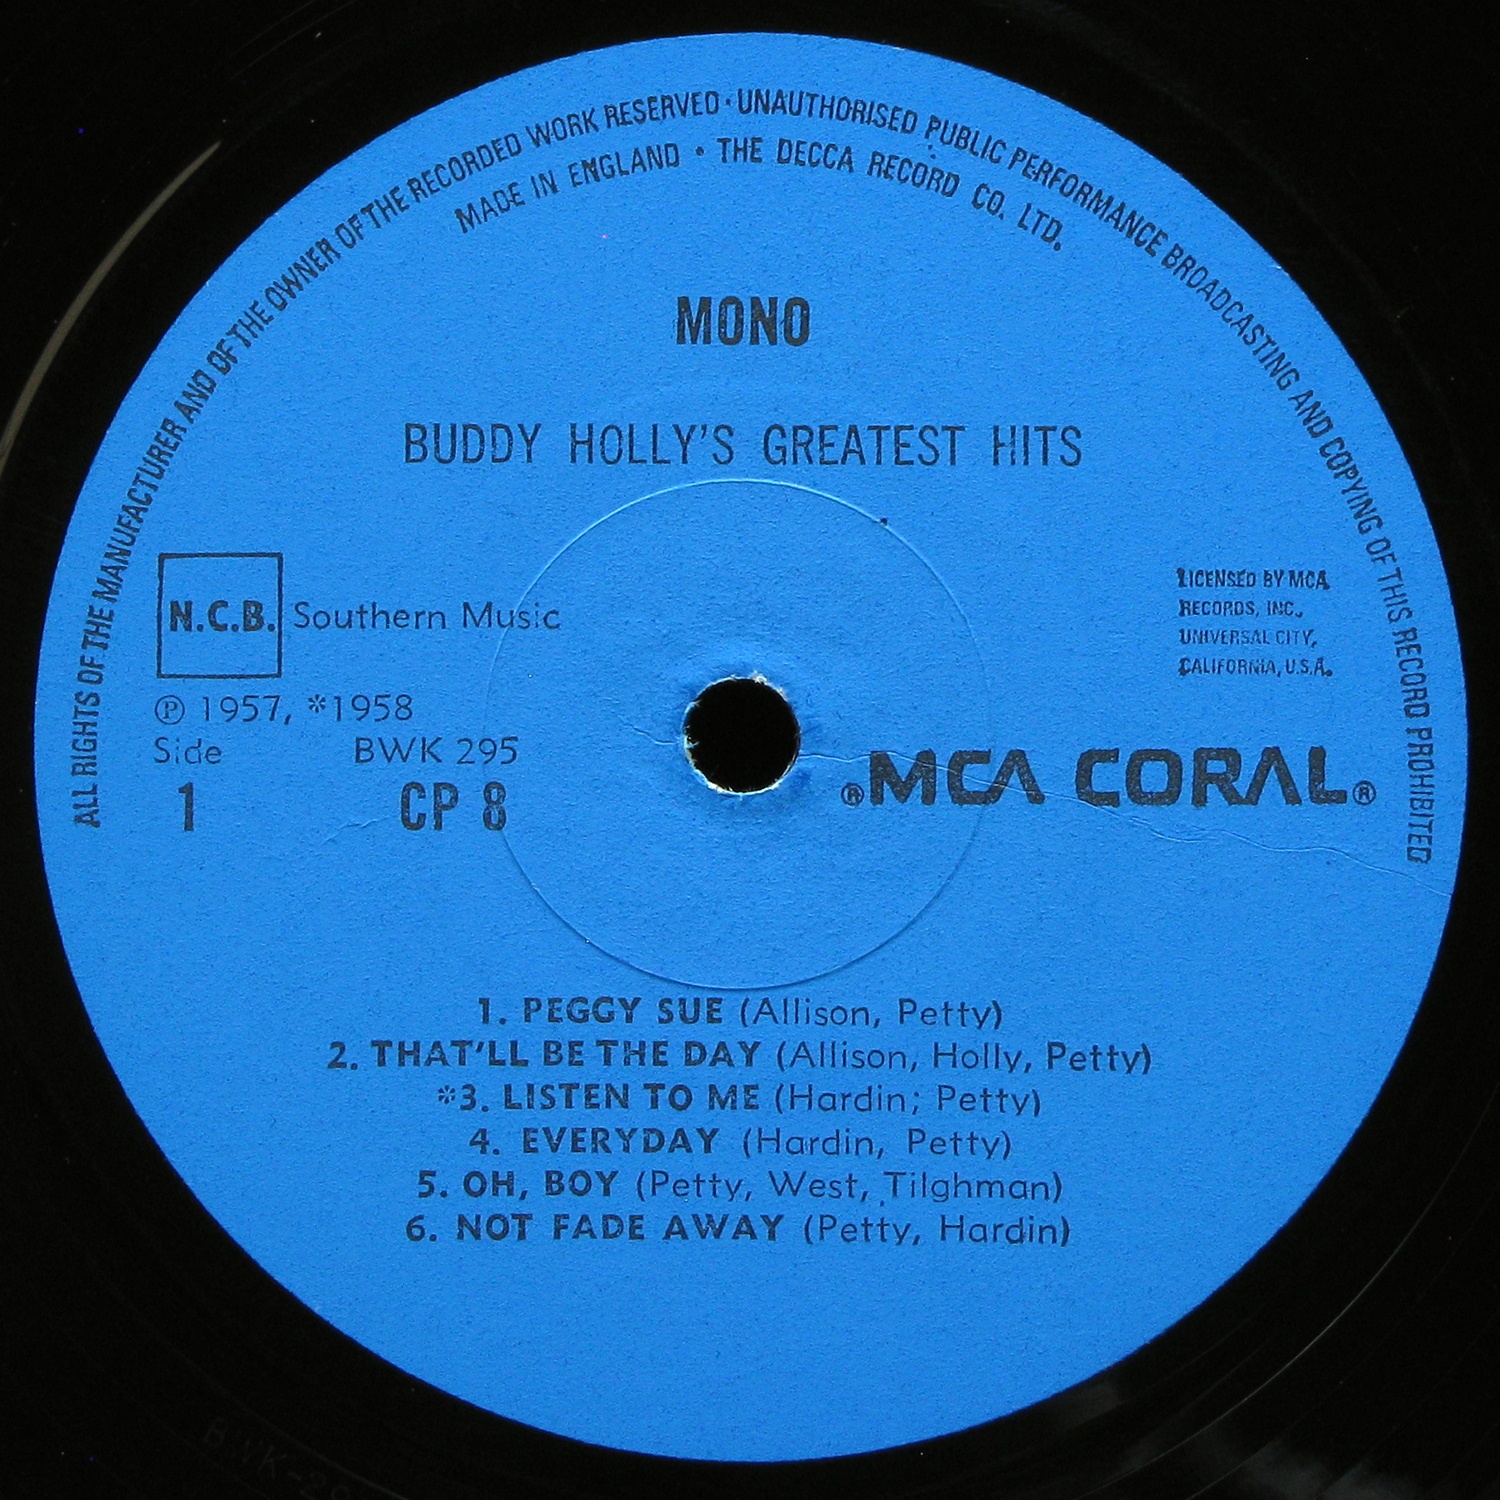 ALL RIGHTS OF THE MANUFACTURER AND OF THE OWNER OF THE RECORDED WORK RESERVED · UNAUTHORISED PUBLIC PERFORMANCE BROADCASTING AND COPYING OF THIS RECORD PROHIBITED
MADE IN ENGLAND · THE DECCA RECORD CO. LTD.
MONO
BUDDY HOLLY'S GREATEST HITS
N.C.B. Southern Music
℗ 1957, *1958
Side BWK 295
1 CP 8
LICENSED BY MCA
RECORDS, INC.,
UNIVERSAL CITY,
CALIFORNIA, U.S.A.
®MCA CORAL®
1. PEGGY SUE (Allison, Petty)
2. THAT'LL BE THE DAY (Allison, Holly, Petty)
*3. LISTEN TO ME (Hardin; Petty)
4. EVERYDAY (Hardin, Petty)
5. OH, BOY (Petty, West, Tilghman)
6. NOT FADE AWAY (Petty, Hardin)